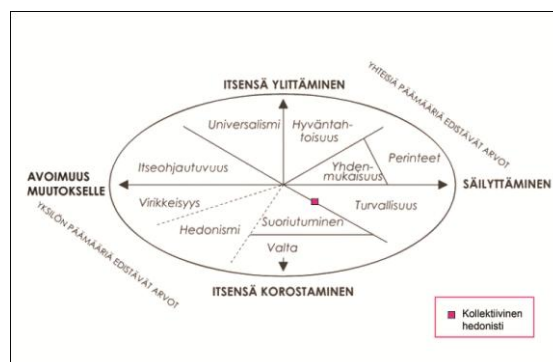 ITSENSÄ YLITTÄMINEN
YHTEISIÄ PÄÄMÄÄRIÄ EDISTÄVÄT ARVOT
Universalismi
Hyväntah-
toisuus
Perinteet
Yhden-
mukaisuus
Itseohjautuvuus
AVOIMUUS
MUUTOKSELLE
SÄILYTTÄMINEN
Virikkeisyys
Turvallisuus
Suoriutuminen
Hedonismi
Valta
YKSILÖN PÄÄMÄÄRIÄ EDISTÄVÄT ARVOT
ITSENSÄ KOROSTAMINEN
Kollektiivinen
hedonisti